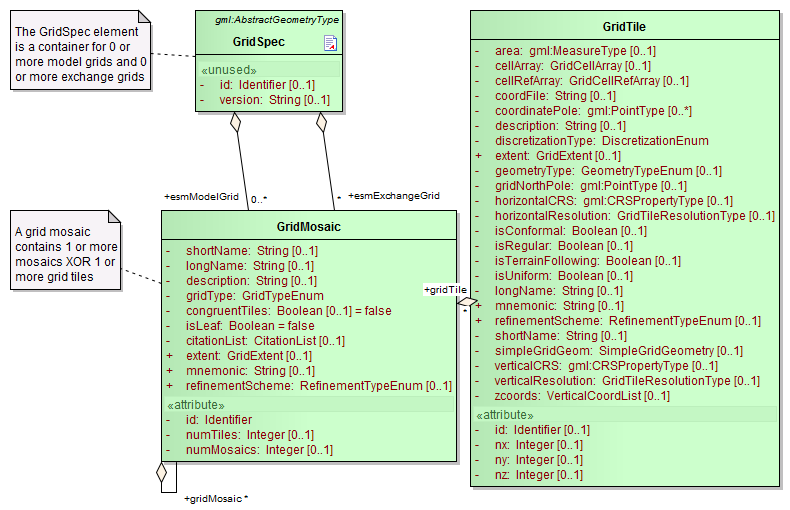 The GridSpec element
is a container for 0 or
more model grids and 0
or more exchange grids
gml:AbstractGeometryType
GridSpec
«unused»
- id: Identifier [0..1]
- version: String [0..1]
+esmModelGrid
0..*
*
+esmExchangeGrid
A grid mosaic
contains 1 or more
mosaics XOR 1 or
more grid tiles
GridMosaic
- shortName: String [0..1]
- longName: String [0..1]
- description: String [0..1]
- gridType: GridTypeEnum
- congruentTiles: Boolean [0..1] = false
- isLeaf: Boolean = false
- citationList: CitationList [0..1]
+ extent: GridExtent [0..1]
+ mnemonic: String [0..1]
+ refinementScheme: RefinementTypeEnum [0..1]
«attribute»
- id: Identifier
- numTiles: Integer [0..1]
- numMosaics: Integer [0..1]
+gridMosaic *
+gridTile
*
GridTile
- area: gml:MeasureType [0..1]
- cellArray: GridCellArray [0..1]
- cellRefArray: GridCellRefArray [0..1]
- coordFile: String [0..1]
- coordinatePole: gml:PointType [0..*]
- description: String [0..1]
- discretizationType: DiscretizationEnum
+ extent: GridExtent [0..1]
- geometryType: GeometryTypeEnum [0..1]
- gridNorthPole: gml:PointType [0..1]
- horizontalCRS: gml:CRSPropertyType [0..1]
- horizontalResolution: GridTileResolutionType [0..1]
- isConformal: Boolean [0..1]
- isRegular: Boolean [0..1]
- isTerrainFollowing: Boolean [0..1]
- isUniform: Boolean [0..1]
- longName: String [0..1]
+ mnemonic: String [0..1]
+ refinementScheme: RefinementTypeEnum [0..1]
- shortName: String [0..1]
- simpleGridGeom: SimpleGridGeometry [0..1]
- verticalCRS: gml:CRSPropertyType [0..1]
- verticalResolution: GridTileResolutionType [0..1]
- zcoords: VerticalCoordList [0..1]
«attribute»
- id: Identifier [0..1]
- nx: Integer [0..1]
- ny: Integer [0..1]
- nz: Integer [0..1]